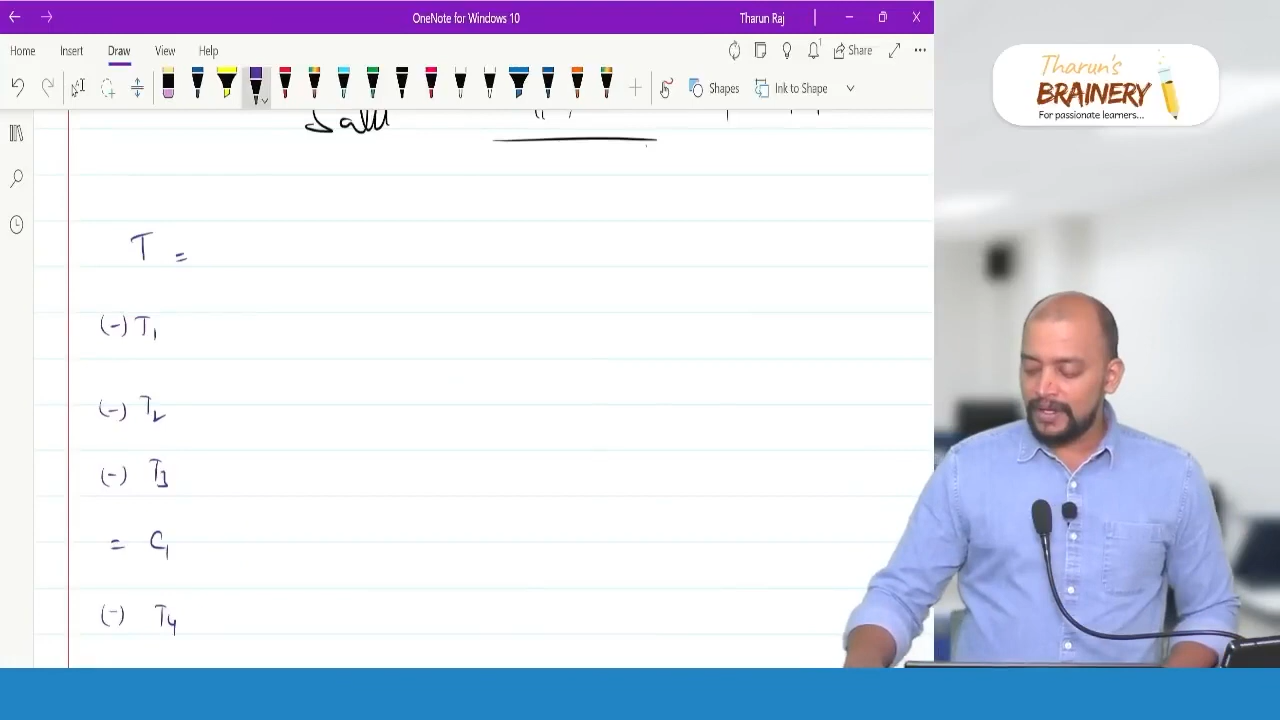 OneNote for Windows 10
Tharun Raj
Home Insert Draw View Help
Share
Shapes
Ink to Shape
Tharun's
BRAINERY
For passionate learners...
T =
(-) T1
(-) T2
(-) T3
= C1
(-) T4